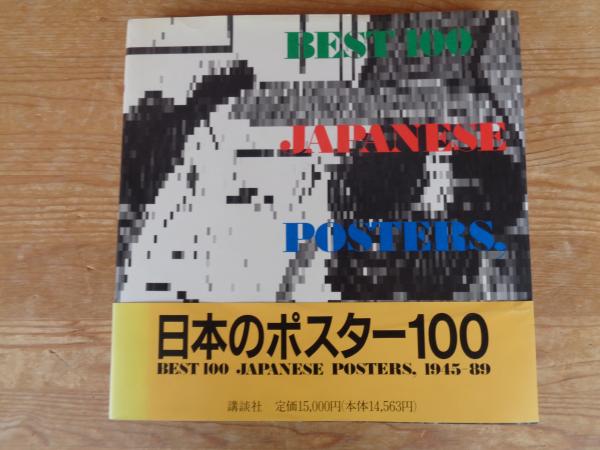 BEST 100
JAPANESE
POSTERS,
日本のポスター100
BEST 100 JAPANESE POSTERS, 1945-89
講談社 定価15,000円(本体14,563円)